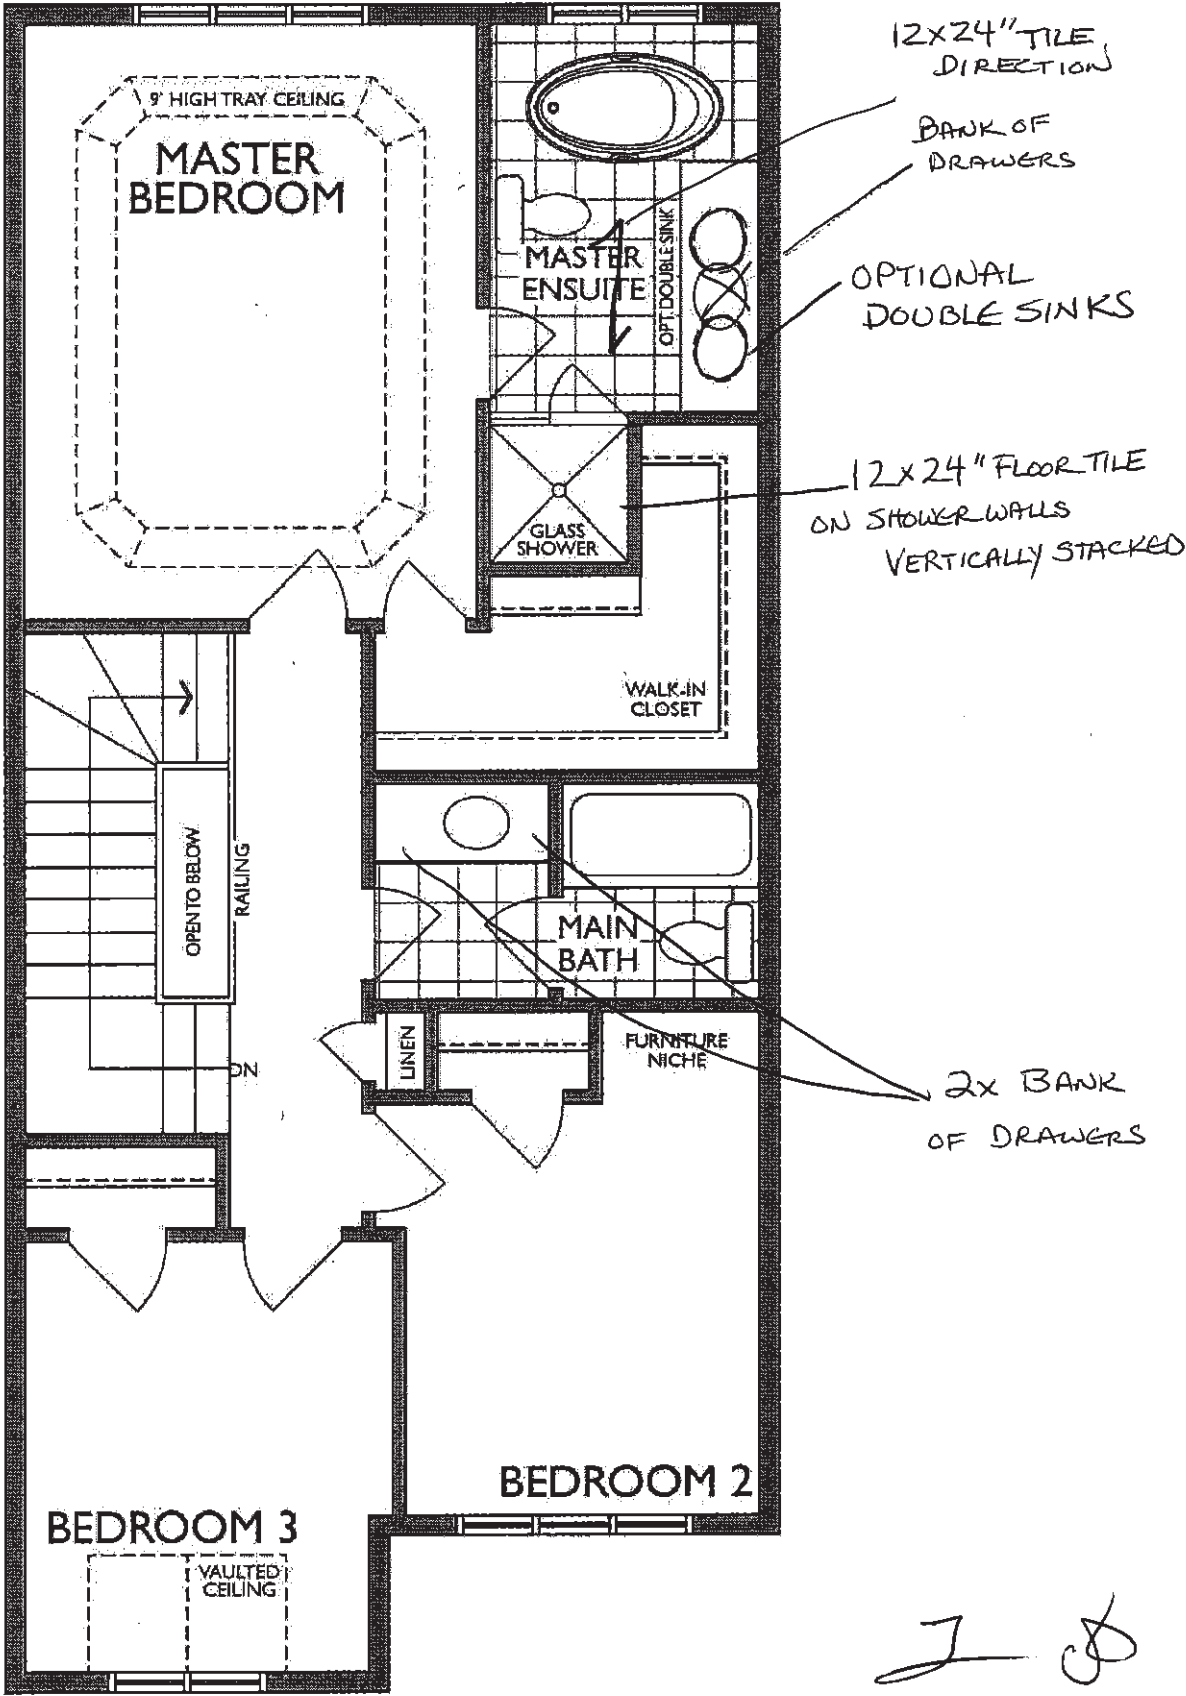 12x24" TILE
DIRECTION
BANK OF
DRAWERS
9' HIGH TRAY CEILING
MASTER
BEDROOM
OPT. DOUBLE SINK
MASTER
ENSUITE
OPTIONAL
DOUBLE SINKS
12x24" FLOOR TILE
ON SHOWER WALLS
VERTICALLY STACKED
GLASS
SHOWER
WALK-IN
CLOSET
OPEN TO BELOW
RAILING
MAIN
BATH
LINEN
FURNITURE
NICHE
DN
2x BANK
OF DRAWERS
BEDROOM 2
BEDROOM 3
VAULTED
CEILING